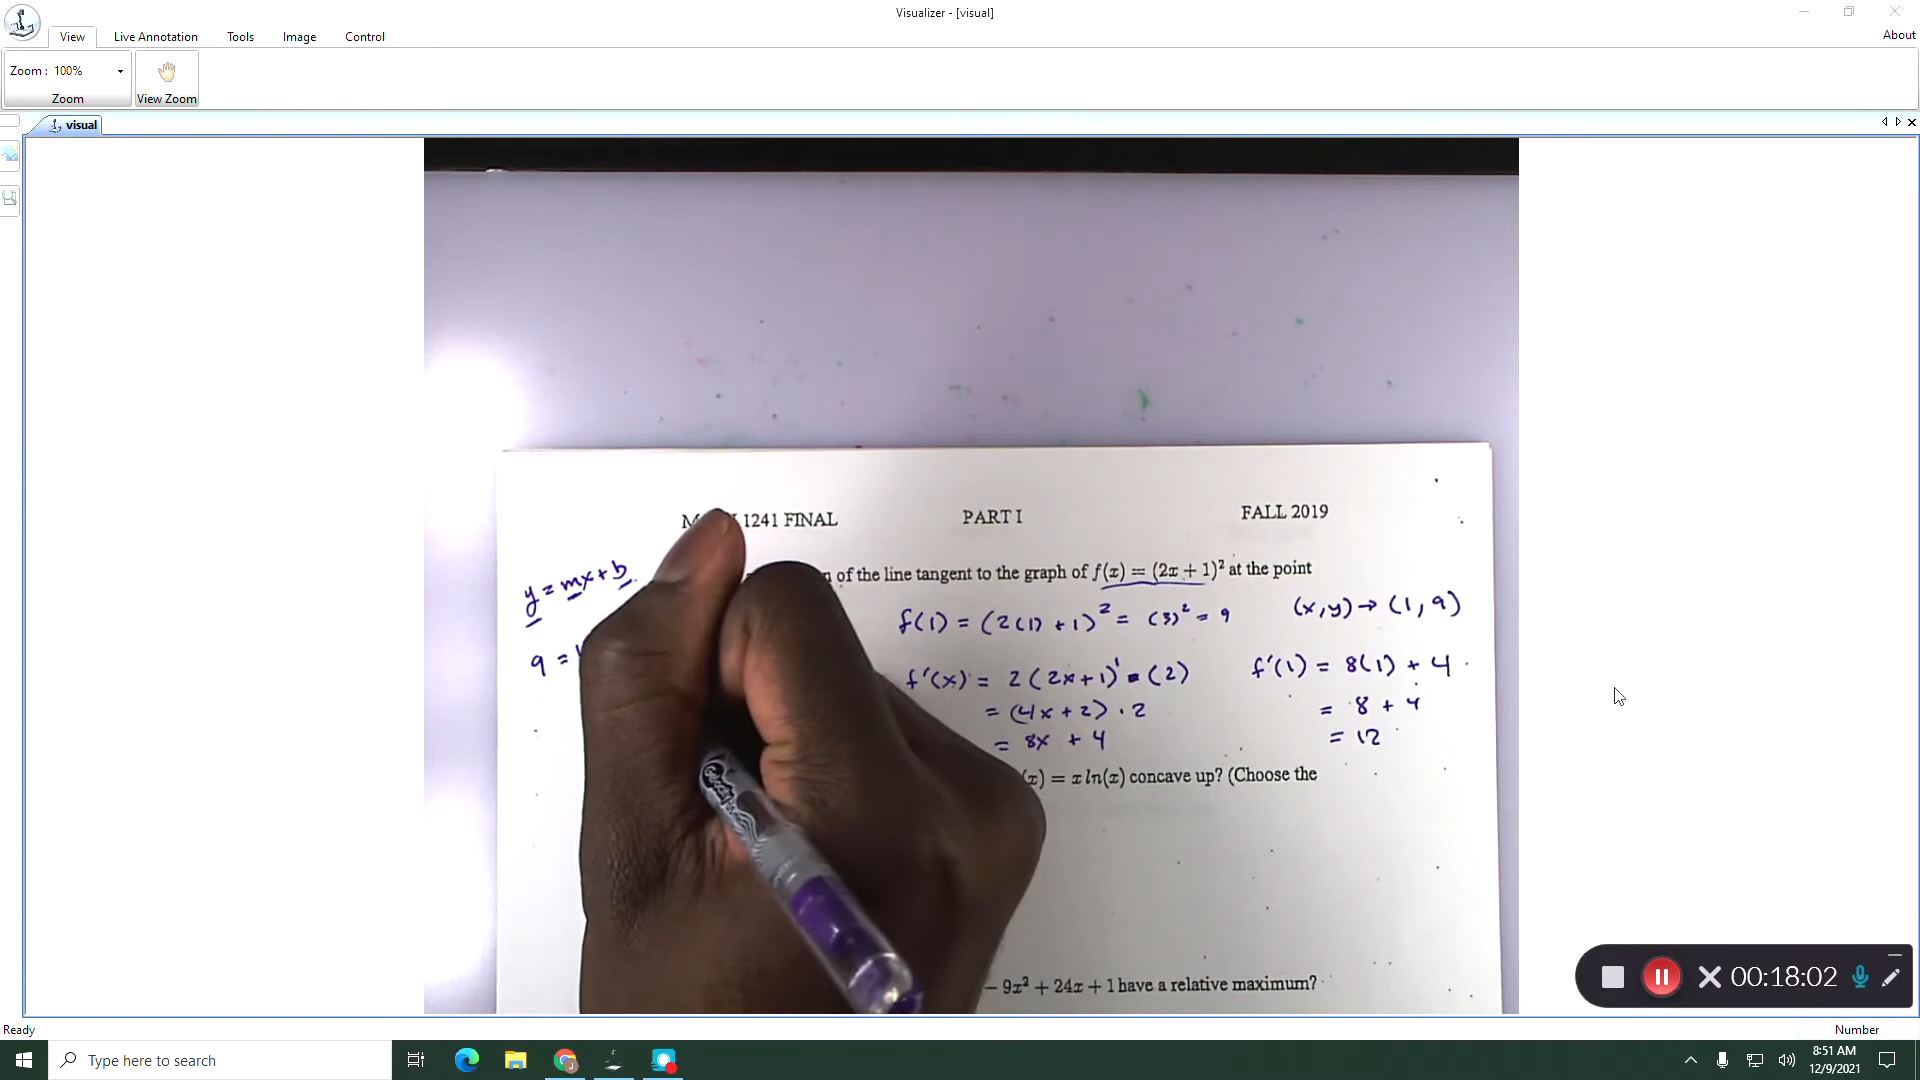 Visualizer - [visual]
View Live Annotation Tools Image Control About
Zoom : 100%
Zoom View Zoom
visual
1241 FINAL PART I FALL 2019
of the line tangent to the graph of f(x) = (2x + 1)² at the point
y = mx + b
f(1) = (2(1) + 1)² = (3)² = 9 (x,y) → (1, 9)
9 =
f'(x) = 2(2x+1)¹ • (2) f'(1) = 8(1) + 4
= (4x+2) · 2 = 8 + 4
= 8x + 4 = 12
(x) = x ln(x) concave up? (Choose the
− 9x² + 24x + 1 have a relative maximum?
00:18:02
Ready Number
Type here to search
8:51 AM
12/9/2021